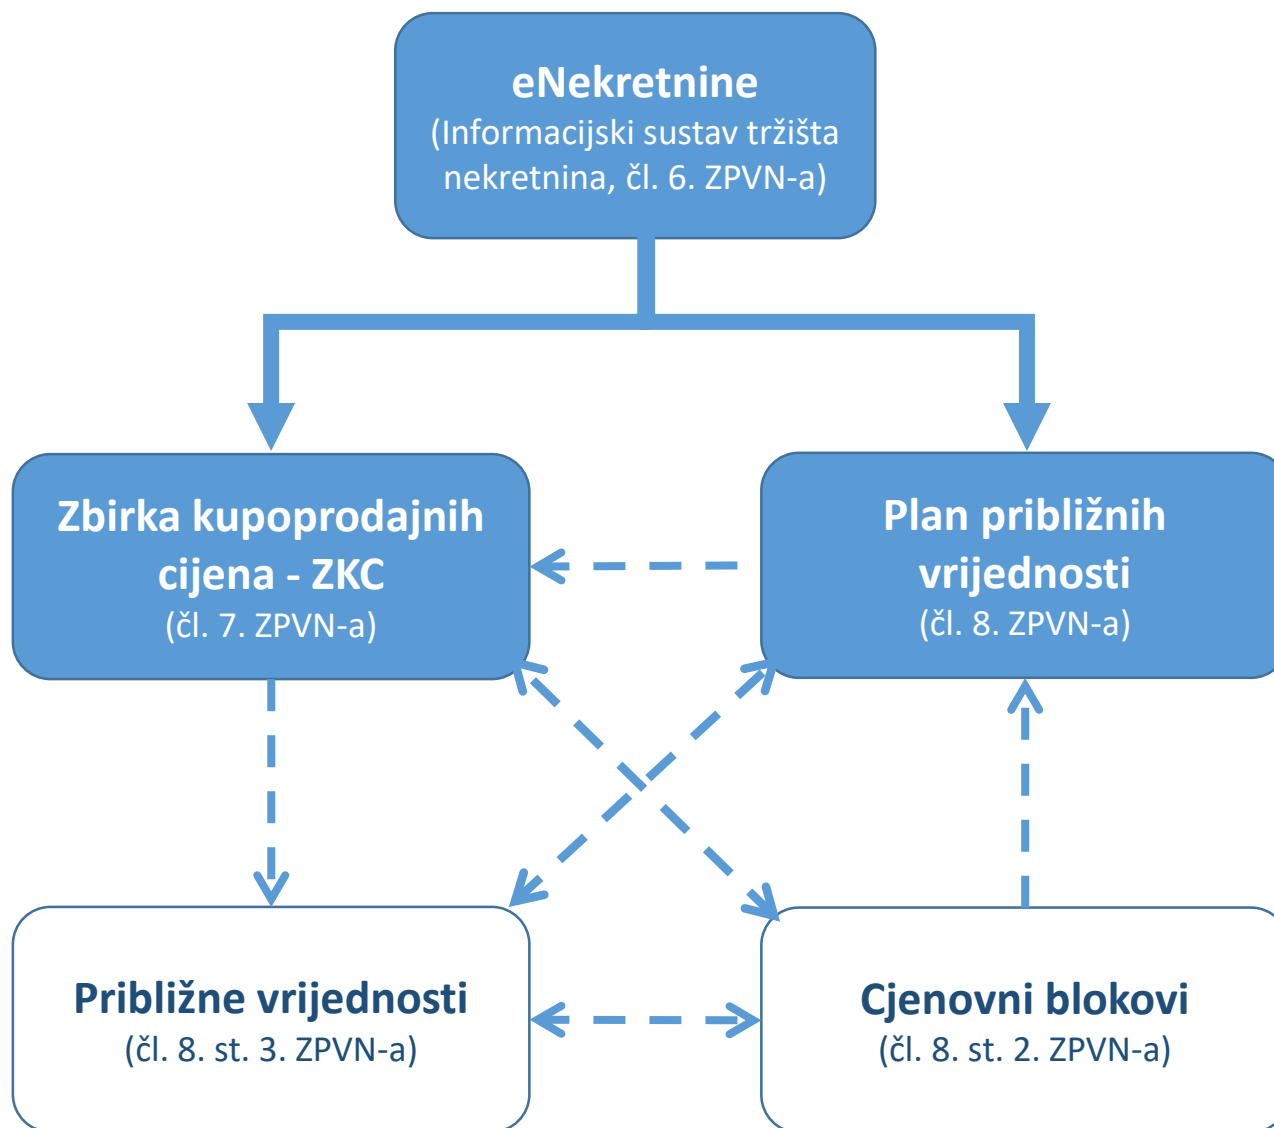 eNekretnine
(Informacijski sustav tržišta
nekretnina, čl. 6. ZPVN-a)
Zbirka kupoprodajnih
cijena - ZKC
(čl. 7. ZPVN-a)
Plan približnih
vrijednosti
(čl. 8. ZPVN-a)
Približne vrijednosti
(čl. 8. st. 3. ZPVN-a)
Cjenovni blokovi
(čl. 8. st. 2. ZPVN-a)